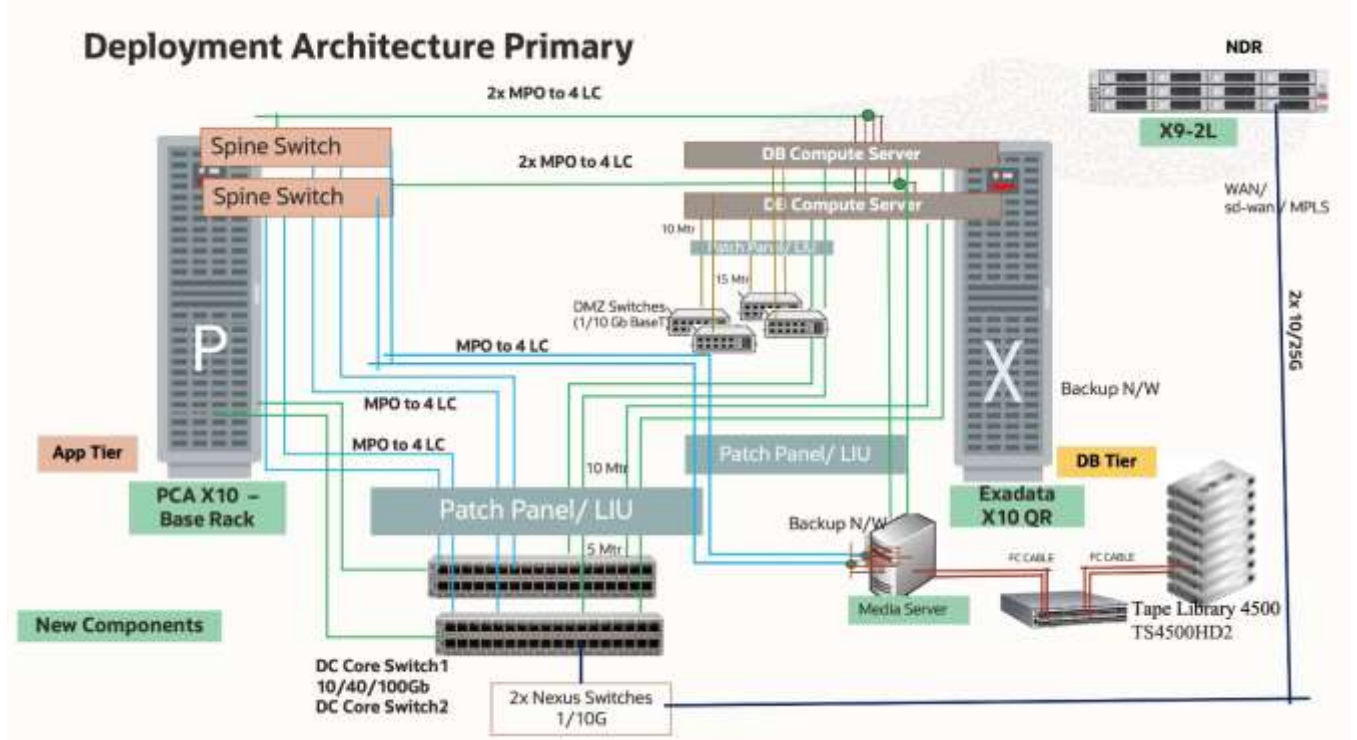 Deployment Architecture Primary
NDR
2x MPO to 4 LC
X9-2L
Spine Switch
DB Compute Server
2x MPO to 4 LC
Spine Switch
DB Compute Server
WAN/
sd-wan / MPLS
10 Mtr
Patch Panel/ LIU
15 Mtr
DMZ Switches
(1/10 Gb BaseT)
2x 10/25G
MPO to 4 LC
P
X
Backup N/W
MPO to 4 LC
MPO to 4 LC
App Tier
Patch Panel/ LIU
DB Tier
10 Mtr
PCA X10 –
Base Rack
Exadata
X10 QR
Patch Panel/ LIU
Backup N/W
5 Mtr
FC CABLE
FC CABLE
Media Server
Tape Library 4500
TS4500HD2
New Components
DC Core Switch1
10/40/100Gb
DC Core Switch2
2x Nexus Switches
1/10G